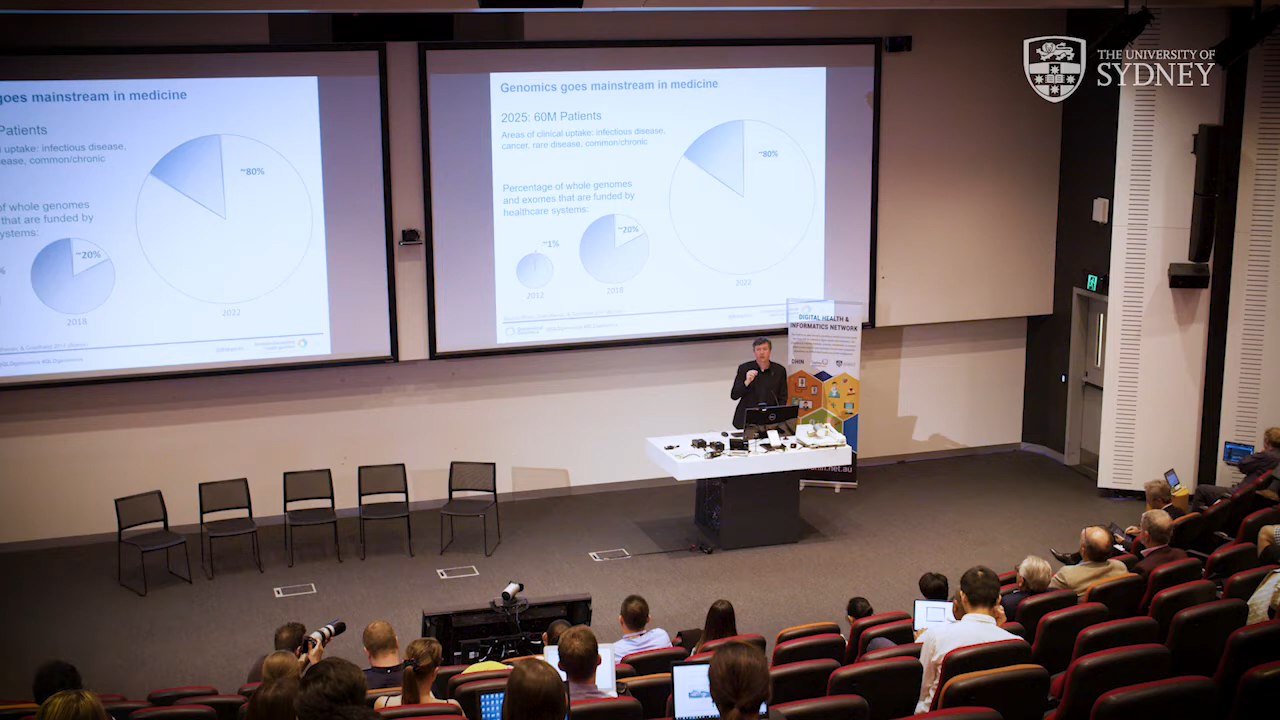 THE UNIVERSITY OF
SYDNEY
goes mainstream in medicine
Patients
uptake: infectious disease,
ease, common/chronic
~80%
of whole genomes
that are funded by
ystems:
~20%
2018
2022
Genomics goes mainstream in medicine
2025: 60M Patients
Areas of clinical uptake: infectious disease,
cancer, rare disease, common/chronic
~80%
Percentage of whole genomes
and exomes that are funded by
healthcare systems:
~1%
~20%
2012
2018
2022
DIGITAL HEALTH &
INFORMATICS NETWORK
DHIN
.net.au